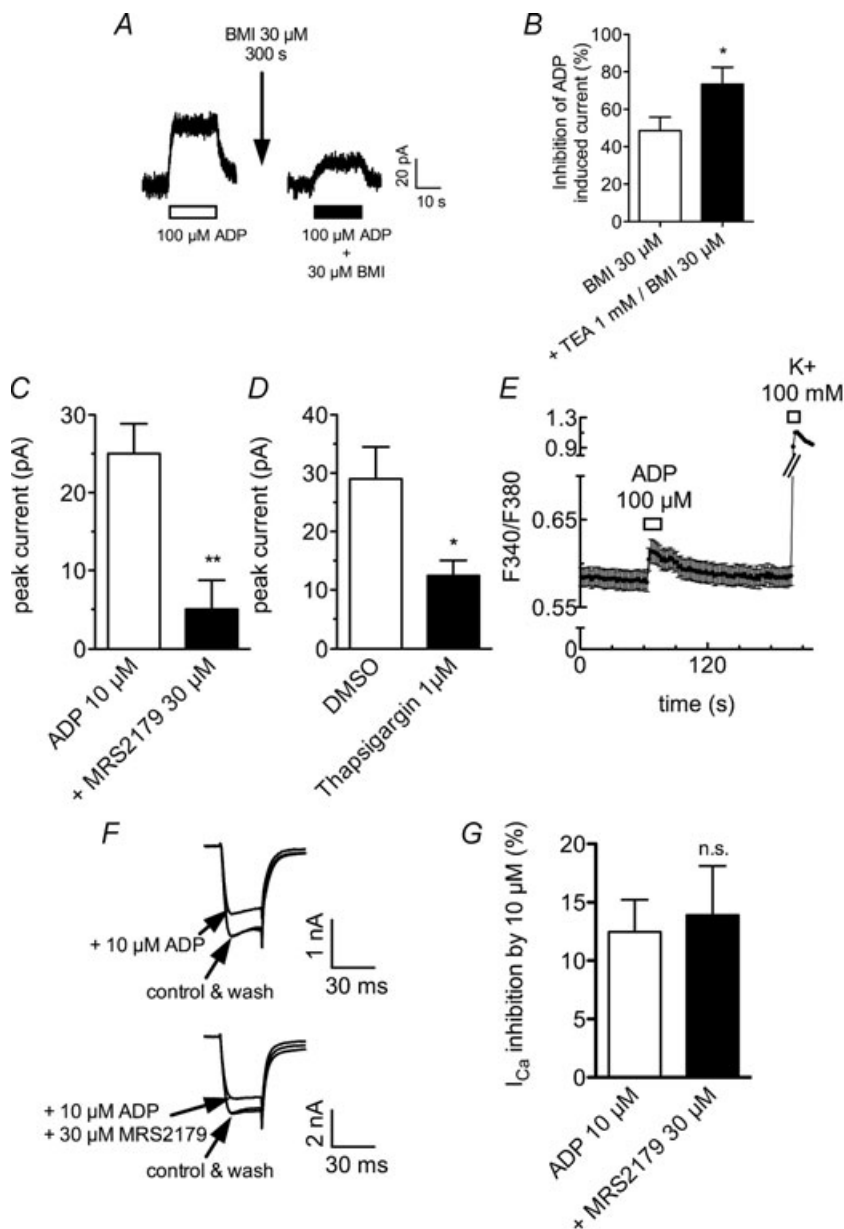 A
BMI 30 µM
300 s
20 pA
10 s
100 µM ADP
100 µM ADP
+
30 µM BMI
B
Inhibition of ADP
induced current (%)
100
80
60
40
20
0
*
BMI 30 µM
+ TEA 1 mM / BMI 30 µM
C
peak current (pA)
30
25
20
15
10
5
0
**
ADP 10 µM
+ MRS2179 30 µM
D
peak current (pA)
40
30
20
10
0
*
DMSO
Thapsigargin 1µM
E
K+
100 mM
1.3
0.9
ADP
100 µM
F340/F380
0.65
0.55
0
0
120
time (s)
F
+ 10 µM ADP
control & wash
1 nA
30 ms
+ 10 µM ADP
+ 30 µM MRS2179
control & wash
2 nA
30 ms
G
I_Ca inhibition by 10 µM (%)
20
15
10
5
0
n.s.
ADP 10 µM
+ MRS2179 30 µM